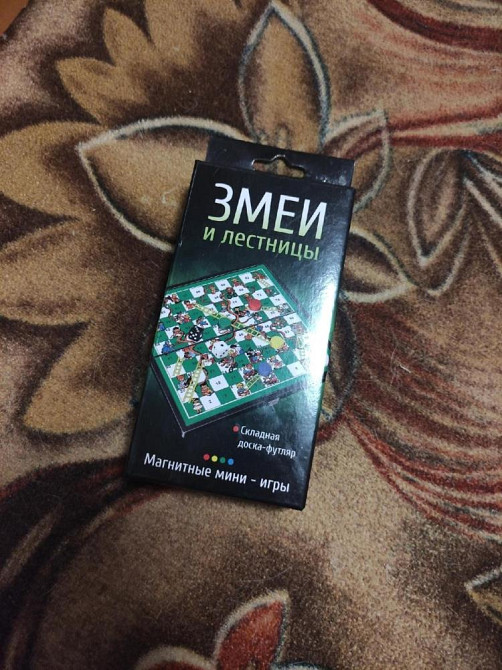 ЗМЕИ
и лестницы
Складная
доска-футляр
Магнитные мини - игры